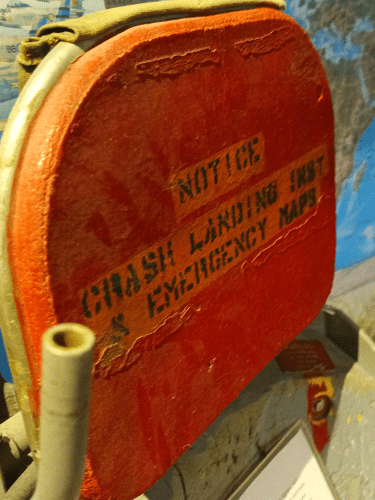 NOTICE
CRASH LANDING INST
& EMERGENCY MAPS